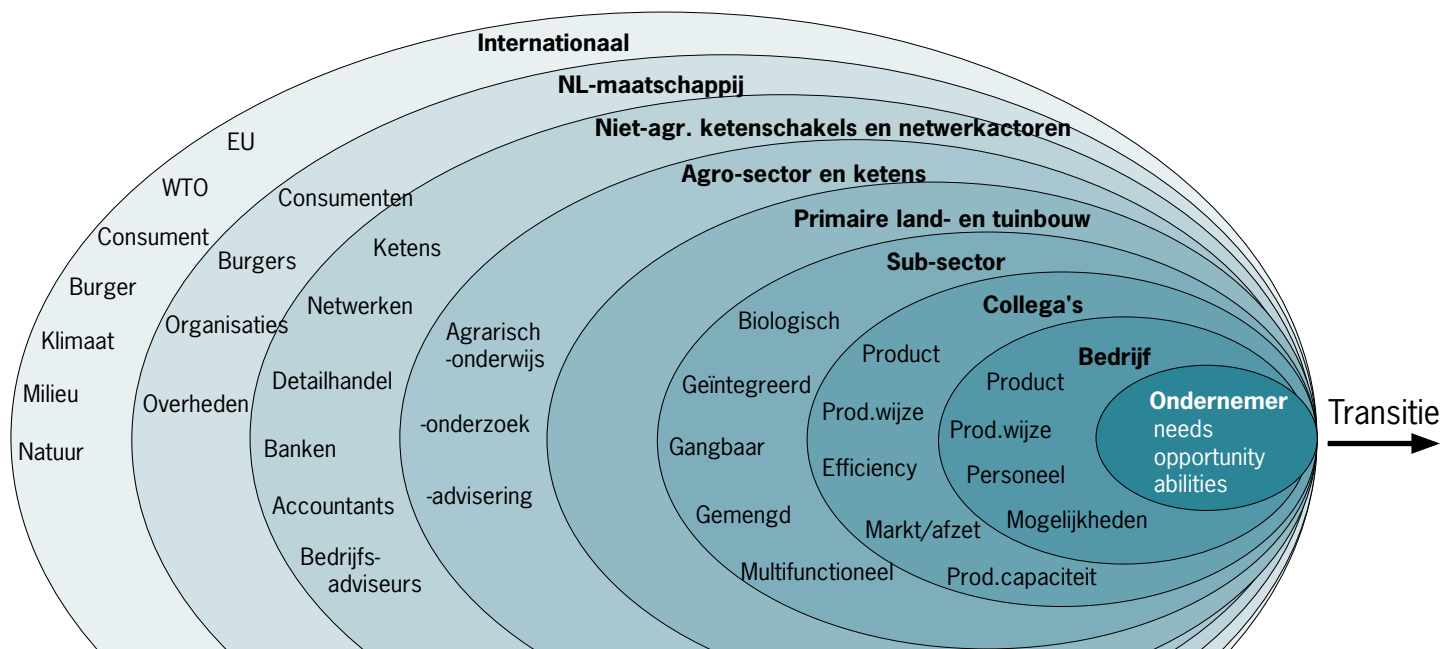 Internationaal
EU
WTO
Consument
Burger
Klimaat
Milieu
Natuur
NL-maatschappij
Consumenten
Burgers
Organisaties
Overheden
Niet-agr. ketenschakels en netwerkactoren
Ketens
Netwerken
Detailhandel
Banken
Accountants
Bedrijfs-
adviseurs
Agro-sector en ketens
Agrarisch
-onderwijs
-onderzoek
-advisering
Primaire land- en tuinbouw
Sub-sector
Biologisch
Geïntegreerd
Gangbaar
Gemengd
Multifunctioneel
Collega's
Product
Prod.wijze
Efficiency
Markt/afzet
Prod.capaciteit
Bedrijf
Product
Prod.wijze
Personeel
Mogelijkheden
Ondernemer
needs
opportunity
abilities
Transitie